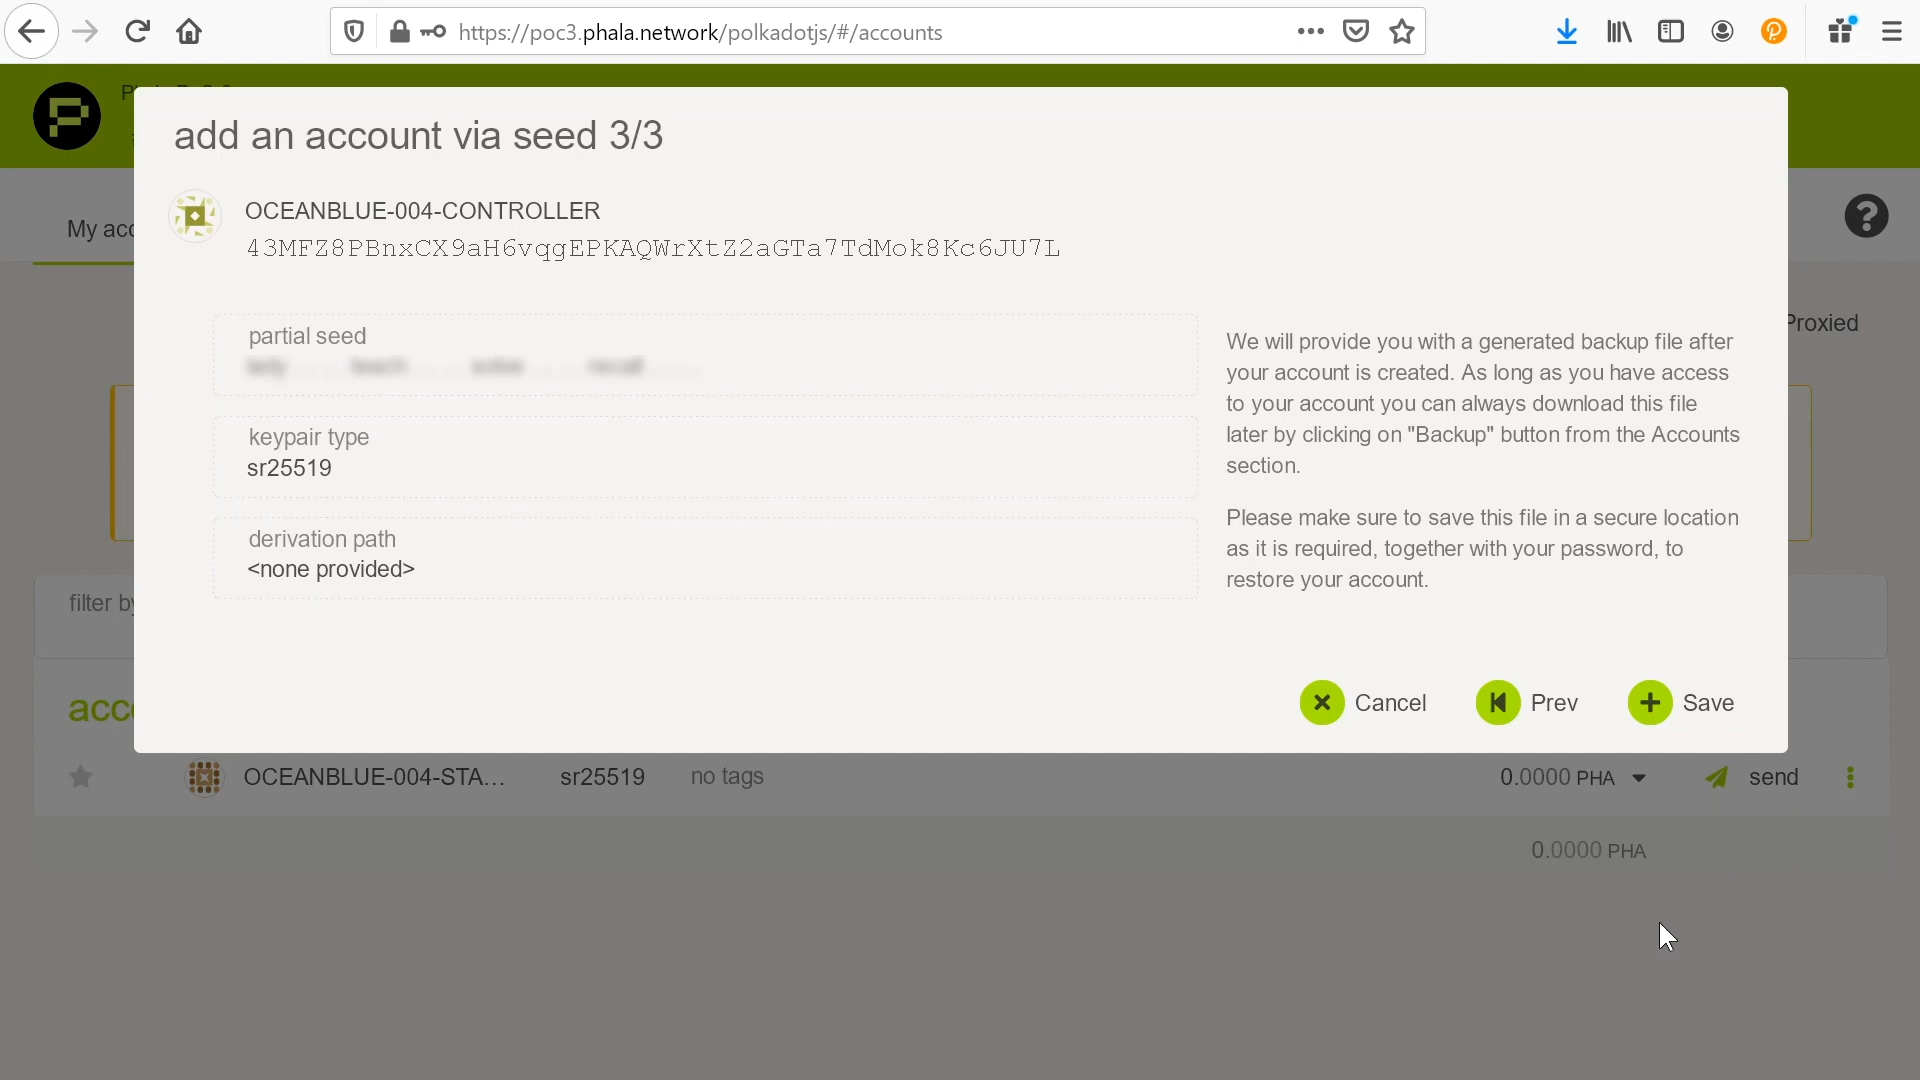 https://poc3.phala.network/polkadotjs/#/accounts
add an account via seed 3/3
OCEANBLUE-004-CONTROLLER
43MFZ8PBnxCX9aH6vqgEPKAQWrXtZ2aGTa7TdMok8Kc6JU7L
My acc
Proxied
partial seed
keypair type
sr25519
derivation path
<none provided>
We will provide you with a generated backup file after
your account is created. As long as you have access
to your account you can always download this file
later by clicking on "Backup" button from the Accounts
section.
Please make sure to save this file in a secure location
as it is required, together with your password, to
restore your account.
filter by
Cancel
Prev
Save
acco
OCEANBLUE-004-STA... sr25519 no tags 0.0000 PHA send
0.0000 PHA